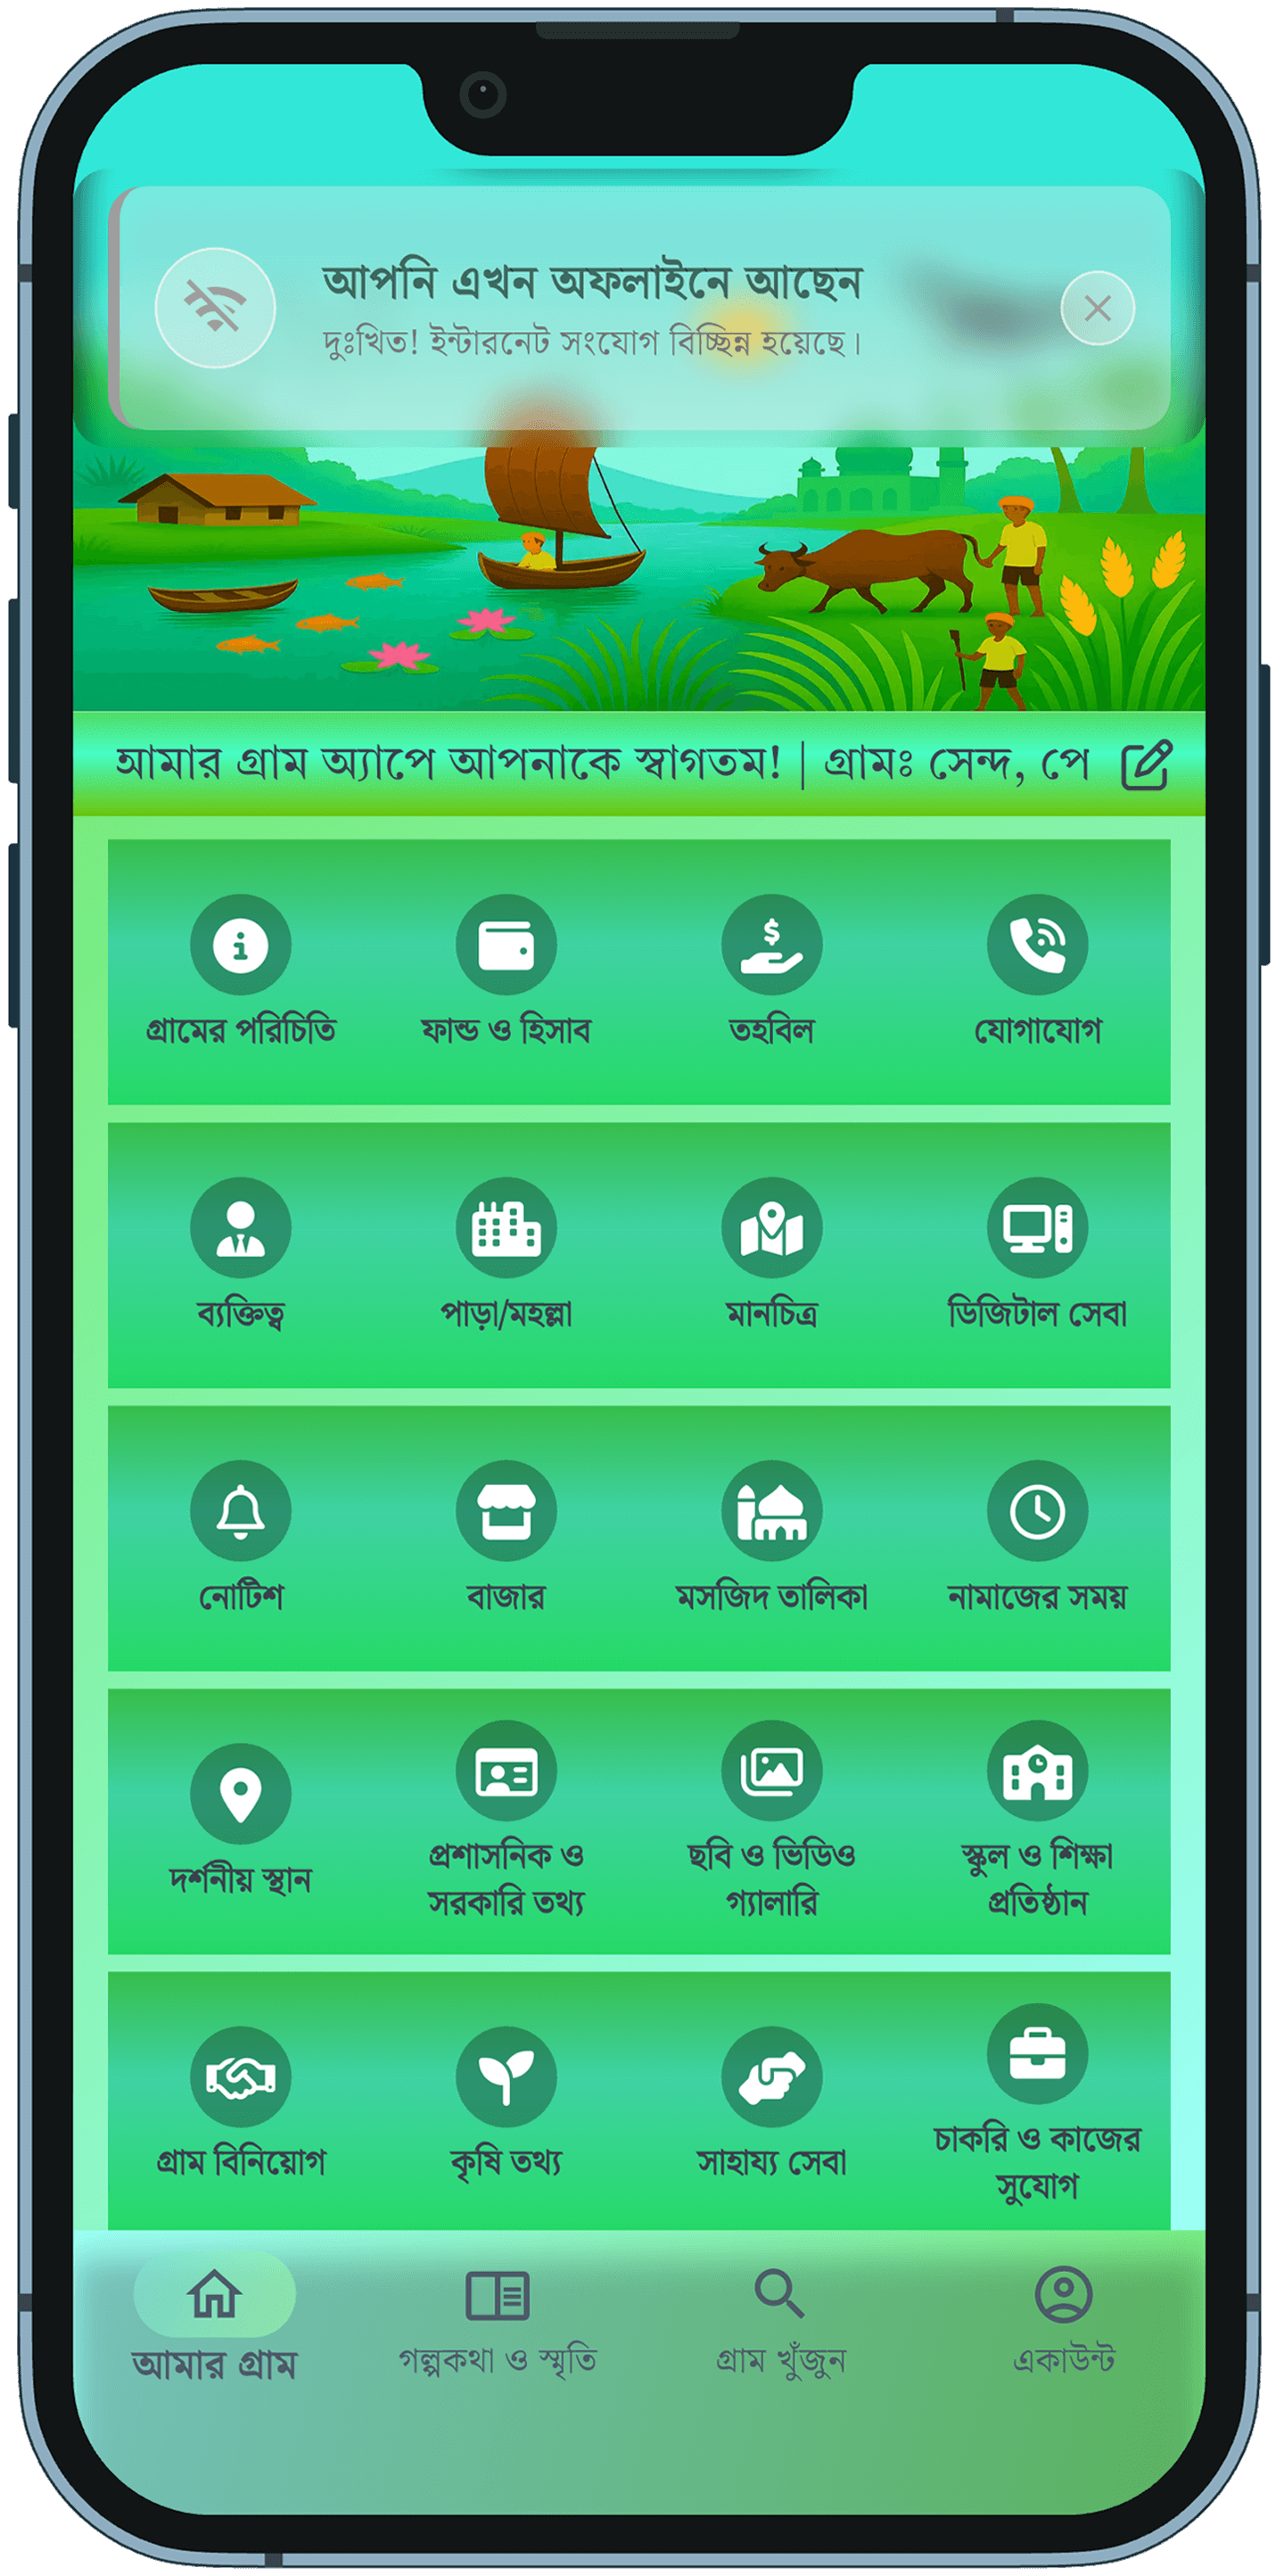 আপনি এখন অফলাইনে আছেন
দুঃখিত! ইন্টারনেট সংযোগ বিচ্ছিন্ন হয়েছে।
আমার গ্রাম অ্যাপে আপনাকে স্বাগতম! | গ্রামঃ সেন্দ, পে
গ্রামের পরিচিতি ফান্ড ও হিসাব তহবিল যোগাযোগ
ব্যক্তিত্ব পাড়া/মহল্লা মানচিত্র ডিজিটাল সেবা
নোটিশ বাজার মসজিদ তালিকা নামাজের সময়
দর্শনীয় স্থান
প্রশাসনিক ও
সরকারি তথ্য
ছবি ও ভিডিও
গ্যালারি
স্কুল ও শিক্ষা
প্রতিষ্ঠান
গ্রাম বিনিয়োগ কৃষি তথ্য সাহায্য সেবা
চাকরি ও কাজের
সুযোগ
আমার গ্রাম গল্পকথা ও স্মৃতি গ্রাম খুঁজুন একাউন্ট